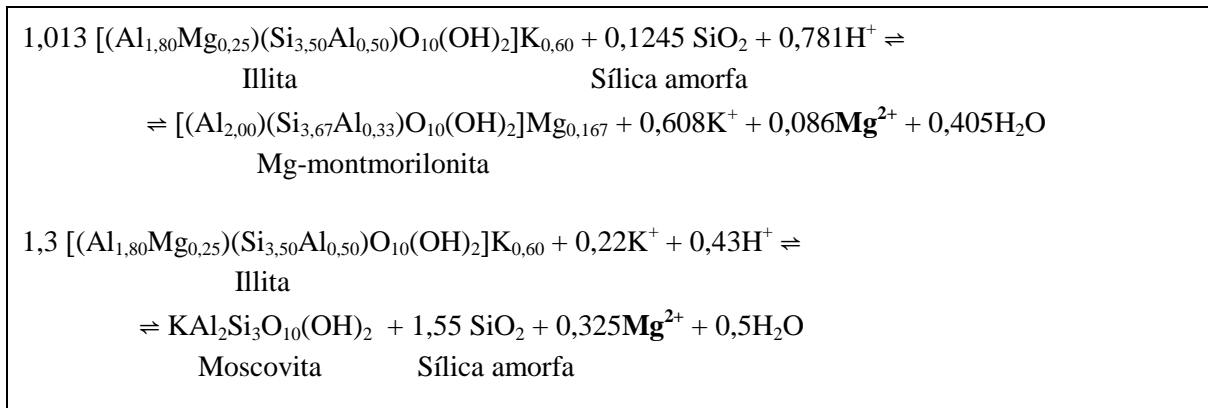 1,013 [(Al₁,₈₀Mg₀,₂₅)(Si₃,₅₀Al₀,₅₀)O₁₀(OH)₂]K₀,₆₀ + 0,1245 SiO₂ + 0,781H⁺ ⇌
Illita Sílica amorfa
⇌ [(Al₂,₀₀)(Si₃,₆₇Al₀,₃₃)O₁₀(OH)₂]Mg₀,₁₆₇ + 0,608K⁺ + 0,086Mg²⁺ + 0,405H₂O
Mg-montmorilonita
1,3 [(Al₁,₈₀Mg₀,₂₅)(Si₃,₅₀Al₀,₅₀)O₁₀(OH)₂]K₀,₆₀ + 0,22K⁺ + 0,43H⁺ ⇌
Illita
⇌ KAl₂Si₃O₁₀(OH)₂ + 1,55 SiO₂ + 0,325Mg²⁺ + 0,5H₂O
Moscovita Sílica amorfa